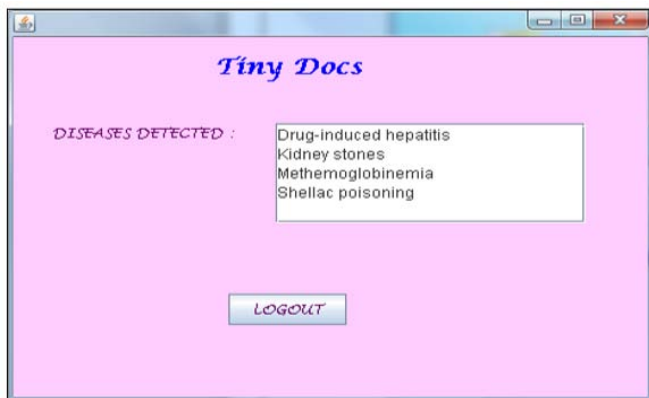 Tiny Docs
DISEASES DETECTED :
Drug-induced hepatitis
Kidney stones
Methemoglobinemia
Shellac poisoning
LOGOUT